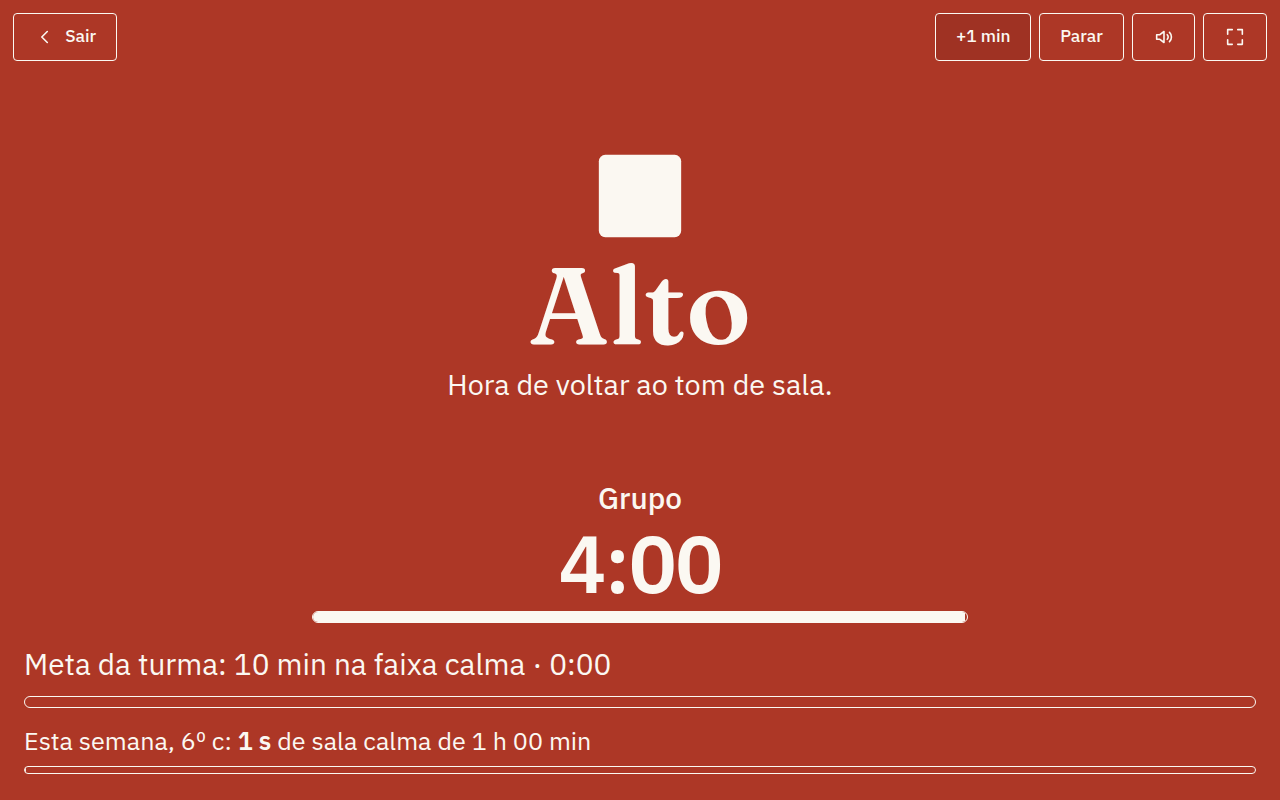 Sair
+1 min
Parar
Alto
Hora de voltar ao tom de sala.
Grupo
4:00
Meta da turma: 10 min na faixa calma · 0:00
Esta semana, 6º c: 1 s de sala calma de 1 h 00 min